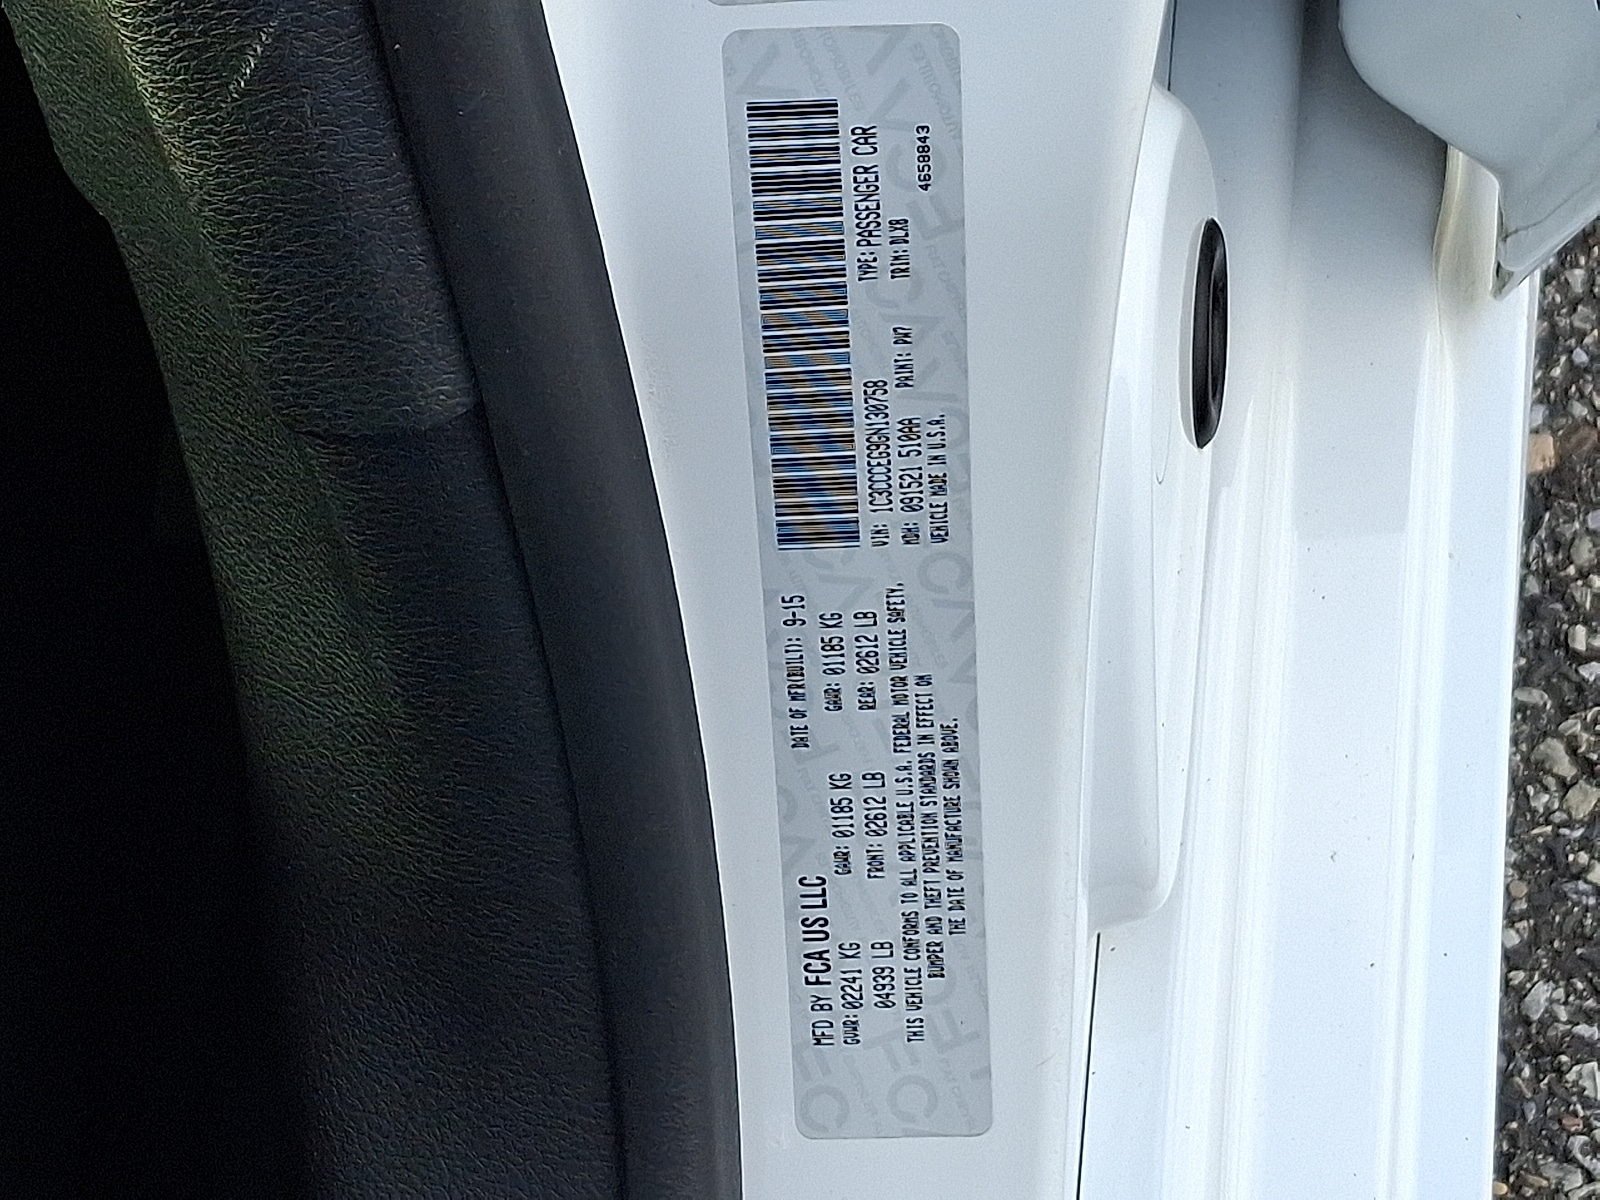 MFD BY FCA US LLC
DATE OF MFR(BUILT): 9-15
GVWR: 02241 KG
GAWR: 01185 KG
GAWR: 01185 KG
04939 LB
FRONT: 02612 LB
REAR: 02612 LB
THIS VEHICLE CONFORMS TO ALL APPLICABLE U.S.A. FEDERAL MOTOR VEHICLE SAFETY,
BUMPER AND THEFT PREVENTION STANDARDS IN EFFECT ON
THE DATE OF MANUFACTURE SHOWN ABOVE.
VIN: 1C3CCCEG9GN130758
TYPE: PASSENGER CAR
MDH: 091521 510AA
PAINT: PW7
TRIM: DLX8
VEHICLE MADE IN U.S.A.
4658843